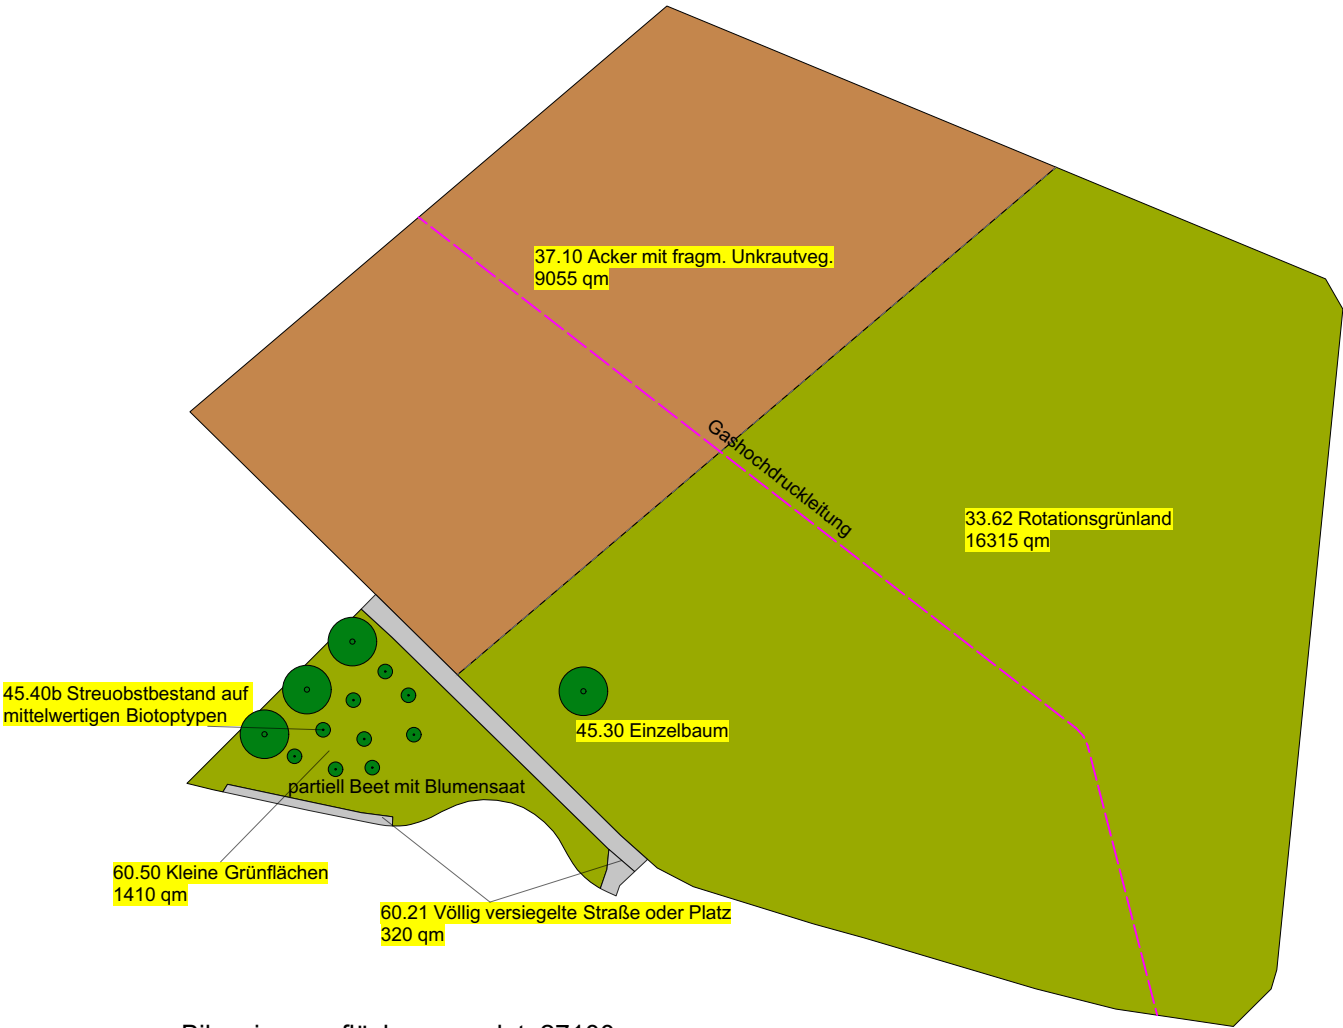 37.10 Acker mit fragm. Unkrautveg.
9055 qm
Gashochdruckleitung
33.62 Rotationsgrünland
16315 qm
45.40b Streuobstbestand auf
mittelwertigen Biotoptypen
45.30 Einzelbaum
partiell Beet mit Blumensaat
60.50 Kleine Grünflächen
1410 qm
60.21 Völlig versiegelte Straße oder Platz
320 qm